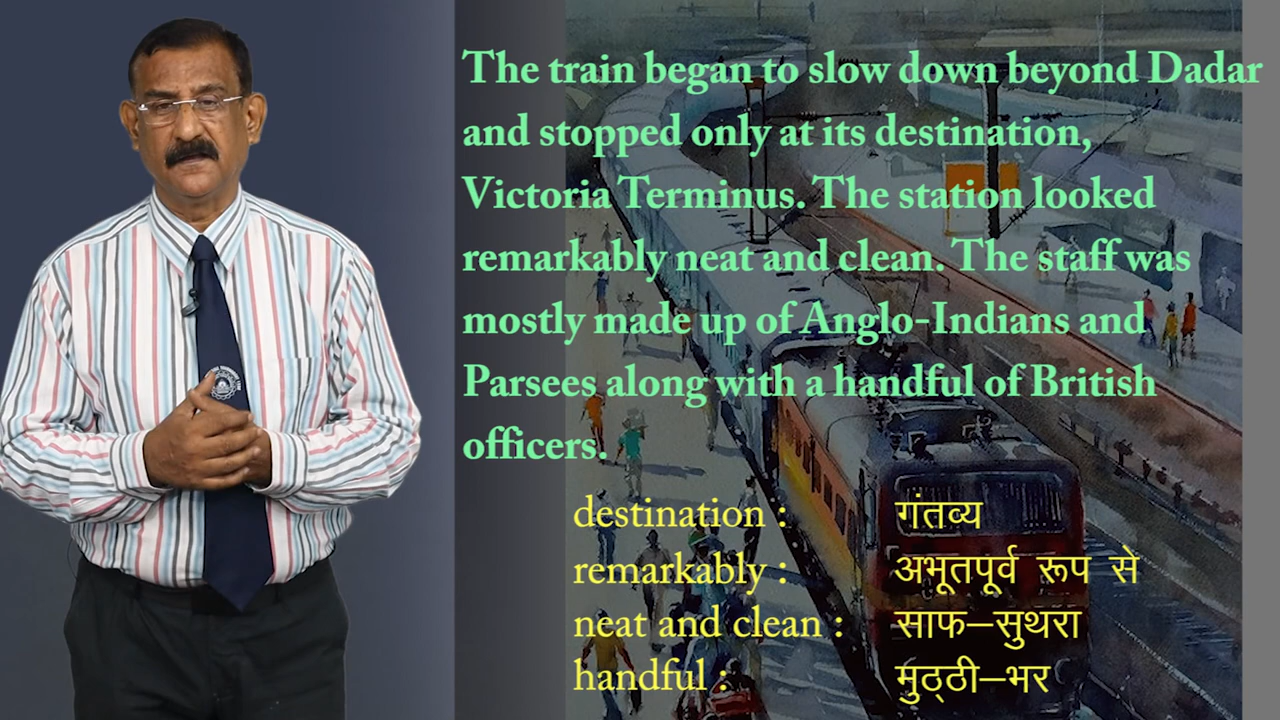 The train began to slow down beyond Dadar
and stopped only at its destination,
Victoria Terminus. The station looked
remarkably neat and clean. The staff was
mostly made up of Anglo-Indians and
Parsees along with a handful of British
officers.
destination : गंतव्य
remarkably : अभूतपूर्व रूप से
neat and clean : साफ–सुथरा
handful : मुठ्ठी–भर